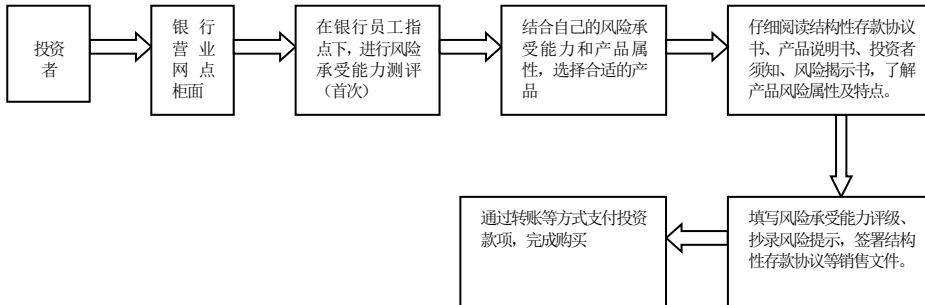 投资
者
银行
营业
网点
柜面
在银行员工指
点下，进行风险
承受能力测评
（首次）
结合自己的风险承
受能力和产品属
性，选择合适的产
品
仔细阅读结构性存款协议
书、产品说明书、投资者
须知、风险揭示书，了解
产品风险属性及特点。
填写风险承受能力评级、
抄录风险提示，签署结构
性存款协议等销售文件。
通过转账等方式支付投资
款项，完成购买